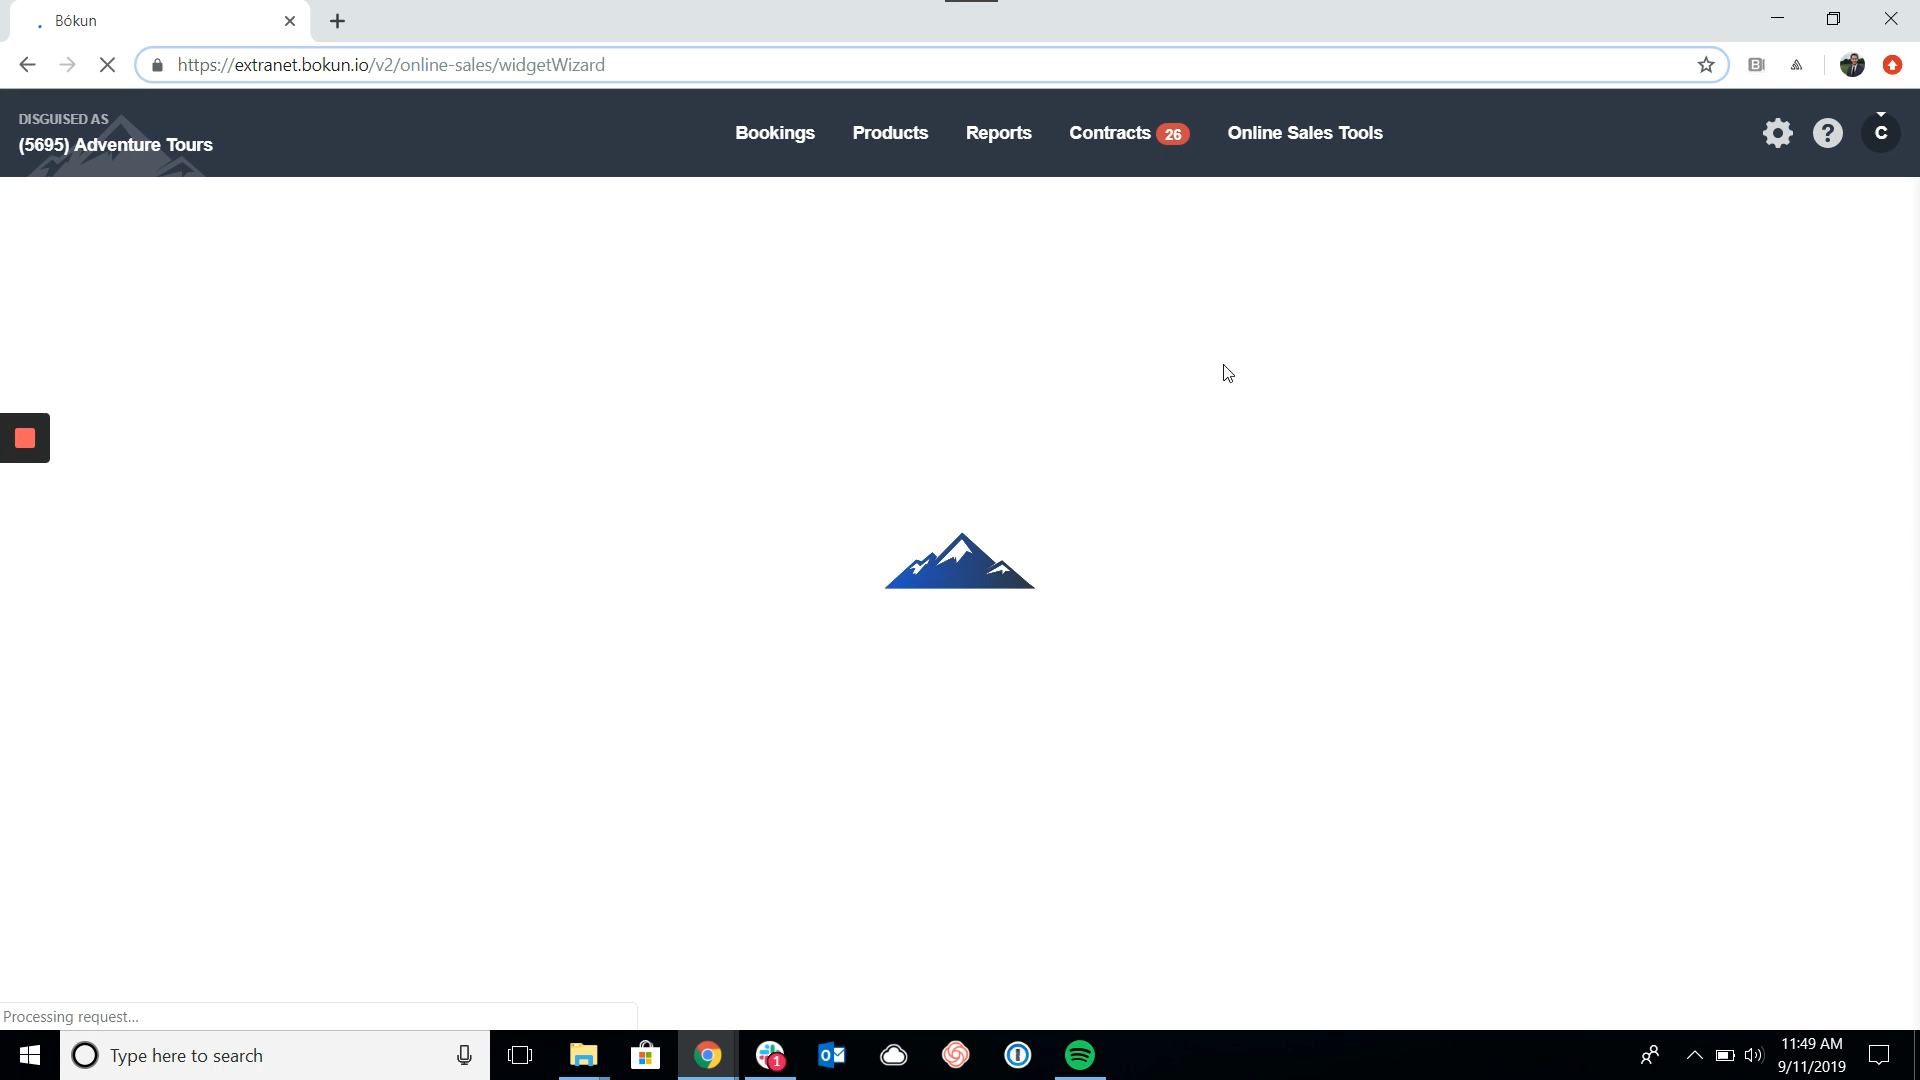 Bókun
https://extranet.bokun.io/v2/online-sales/widgetWizard
DISGUISED AS
(5695) Adventure Tours
Bookings
Products
Reports
Contracts 26
Online Sales Tools
?
C
Processing request...
Type here to search
1
11:49 AM
9/11/2019